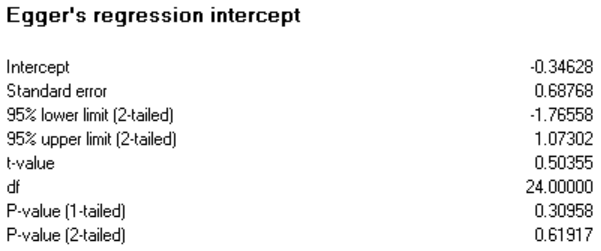 Egger's regression intercept
Intercept -0.34628
Standard error 0.68768
95% lower limit (2-tailed) -1.76558
95% upper limit (2-tailed) 1.07302
t-value 0.50355
df 24.00000
P-value (1-tailed) 0.30958
P-value (2-tailed) 0.61917